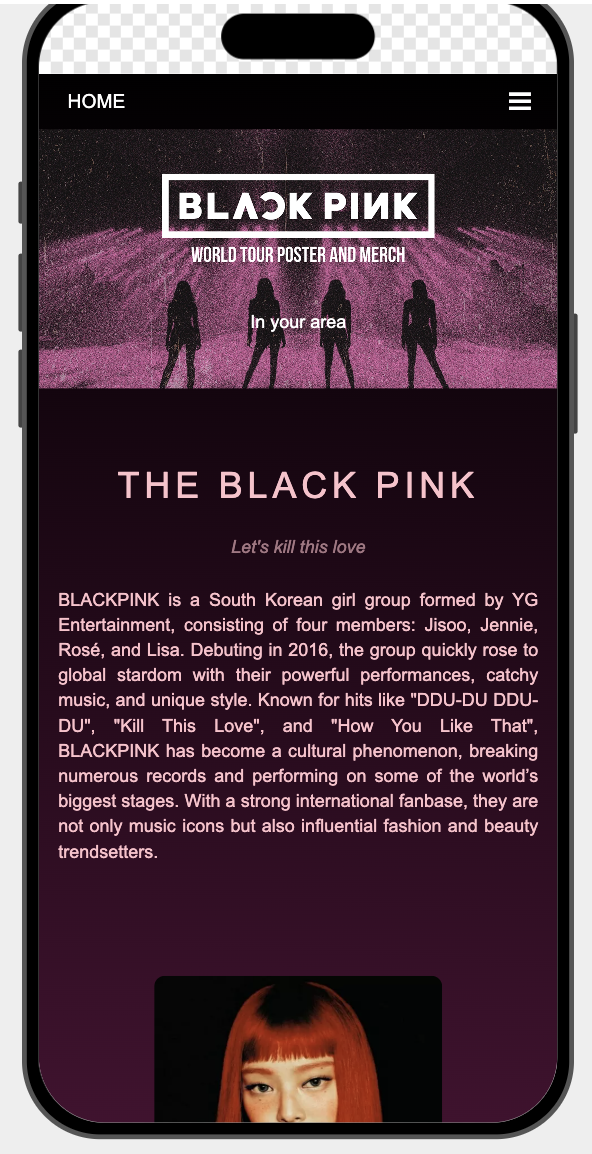 HOME
BLACKPINK
WORLD TOUR POSTER AND MERCH
In your area
THE BLACK PINK
Let's kill this love
BLACKPINK is a South Korean girl group formed by YG
Entertainment, consisting of four members: Jisoo, Jennie,
Rosé, and Lisa. Debuting in 2016, the group quickly rose to
global stardom with their powerful performances, catchy
music, and unique style. Known for hits like "DDU-DU DDU-
DU", "Kill This Love", and "How You Like That",
BLACKPINK has become a cultural phenomenon, breaking
numerous records and performing on some of the world’s
biggest stages. With a strong international fanbase, they are
not only music icons but also influential fashion and beauty
trendsetters.